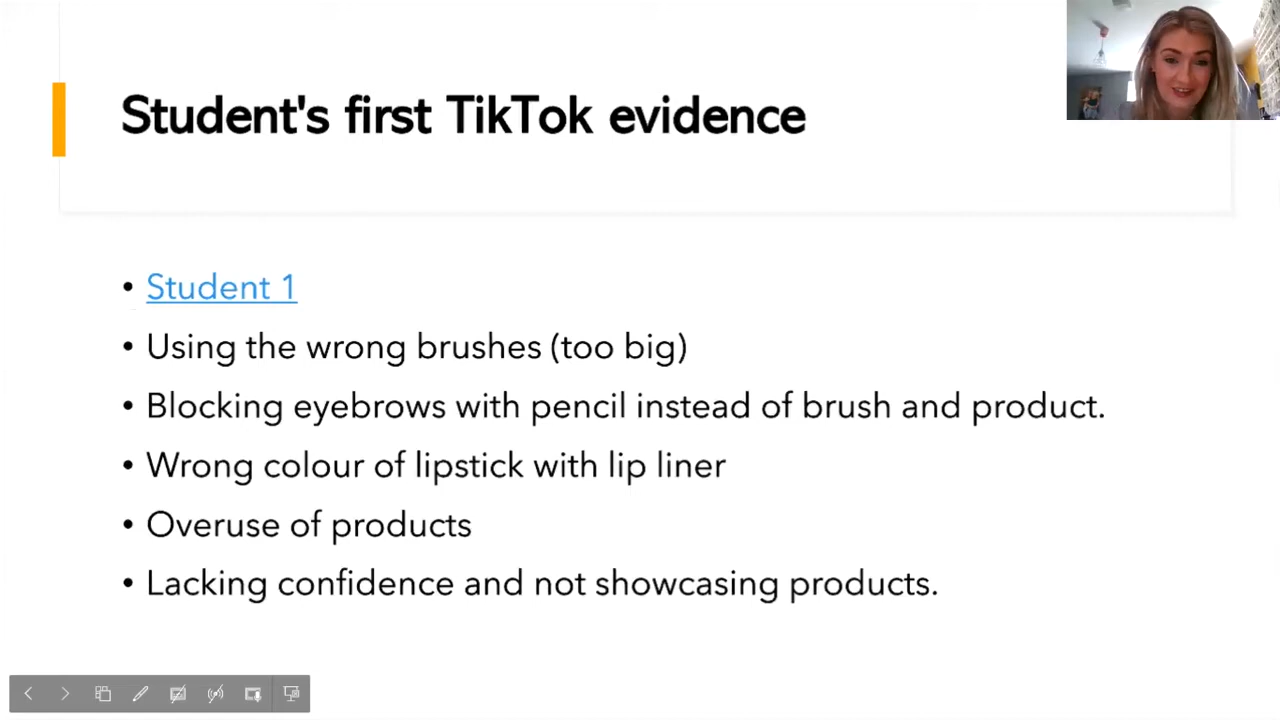 Student's first TikTok evidence
• Student 1
• Using the wrong brushes (too big)
• Blocking eyebrows with pencil instead of brush and product.
• Wrong colour of lipstick with lip liner
• Overuse of products
• Lacking confidence and not showcasing products.